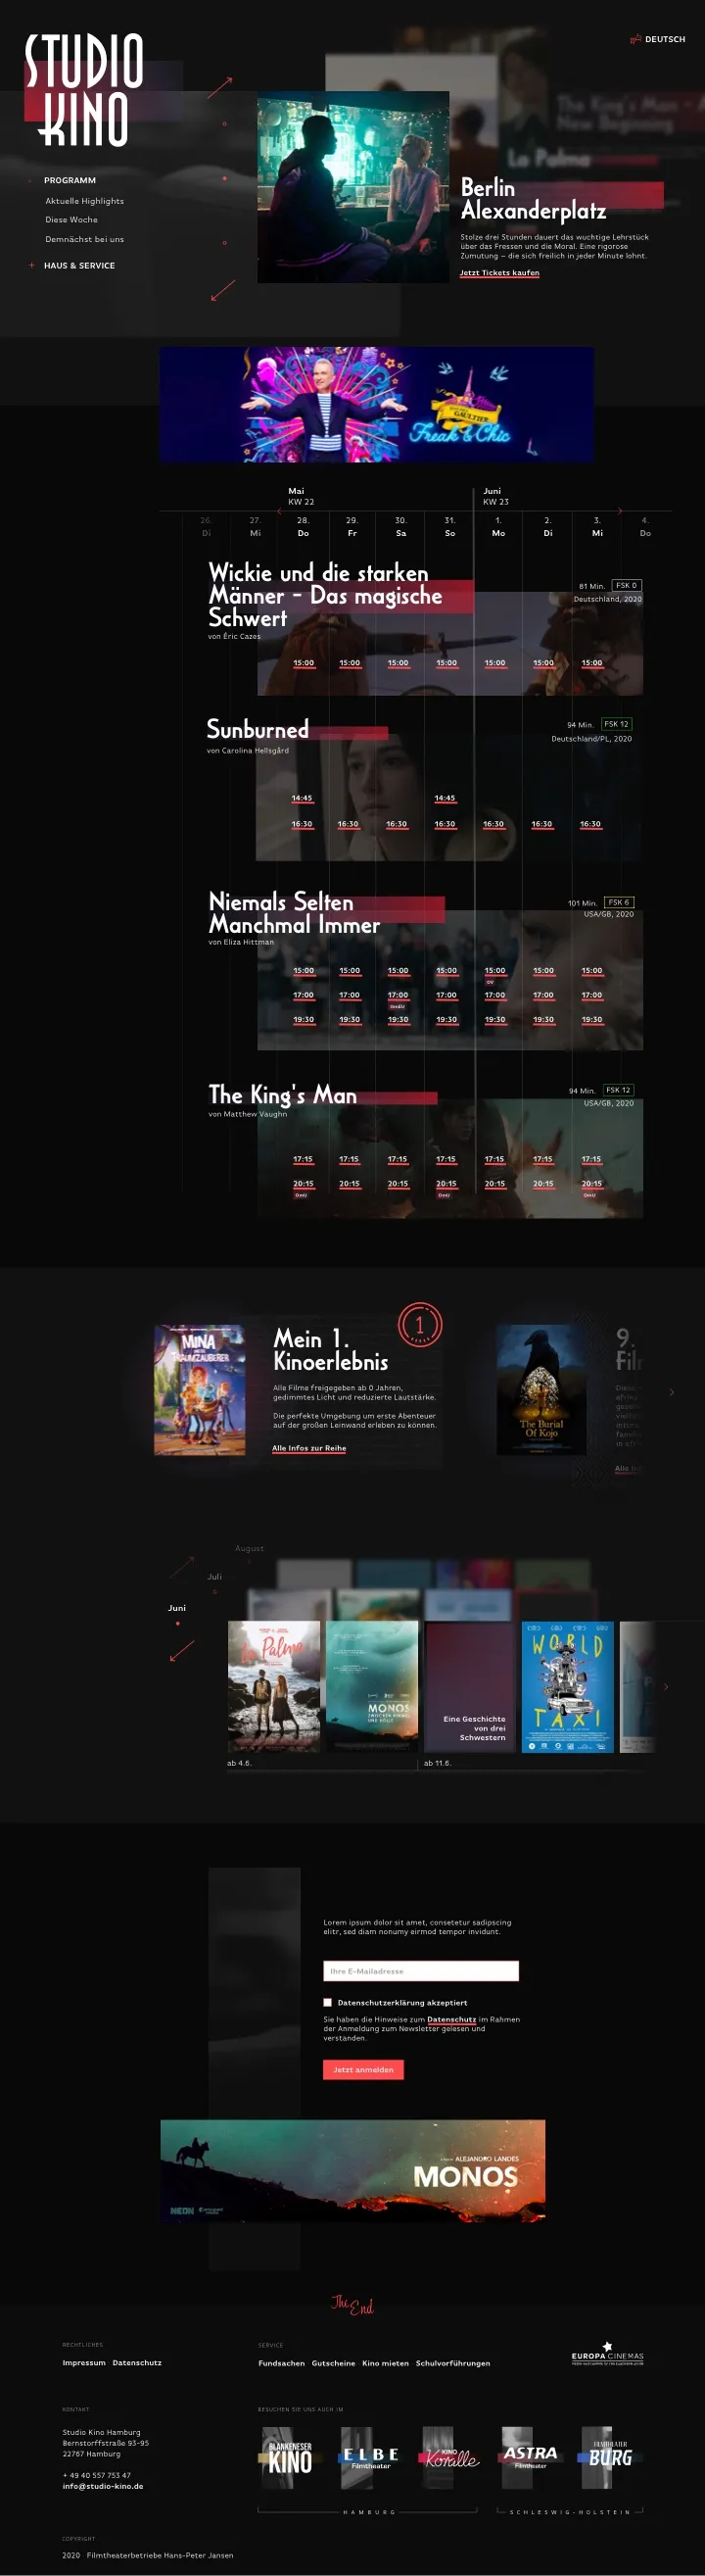 STUDIO
KINO
DEUTSCH
- PROGRAMM
Aktuelle Highlights
Diese Woche
Demnächst bei uns
+ HAUS & SERVICE
The King's Man – A
New Beginning
La Palma
Berlin
Alexanderplatz
Stolze drei Stunden dauert das wuchtige Lehrstück
über das Fressen und die Moral. Eine rigorose
Zumutung – die sich freilich in jeder Minute lohnt.
Jetzt Tickets kaufen
GAULTIER
Freak & Chic
Mai
KW 22
Juni
KW 23
26. 27. 28. 29. 30. 31. 1. 2. 3. 4.
Di Mi Do Fr Sa So Mo Di Mi Do
Wickie und die starken
Männer - Das magische
Schwert
von Éric Cazes
81 Min. FSK 0
Deutschland, 2020
15:00 15:00 15:00 15:00 15:00 15:00 15:00
Sunburned
von Carolina Hellsgård
94 Min. FSK 12
Deutschland/PL, 2020
14:45 14:45
16:30 16:30 16:30 16:30 16:30 16:30 16:30
Niemals Selten
Manchmal Immer
von Eliza Hittman
101 Min. FSK 6
USA/GB, 2020
15:00 15:00 15:00 15:00 15:00 15:00 15:00
OV
17:00 17:00 17:00 17:00 17:00 17:00 17:00
OmdU
19:30 19:30 19:30 19:30 19:30 19:30 19:30
The King's Man
von Matthew Vaughn
94 Min. FSK 12
USA/GB, 2020
17:15 17:15 17:15 17:15 17:15 17:15 17:15
20:15 20:15 20:15 20:15 20:15 20:15 20:15
OmU OmU OmU
MINA
TRAUMZAUBERER
Mein 1.
Kinoerlebnis
1
Alle Filme freigegeben ab 0 Jahren,
gedimmtes Licht und reduzierte Lautstärke.
Die perfekte Umgebung um erste Abenteuer
auf der großen Leinwand erleben zu können.
Alle Infos zur Reihe
The Burial
Of Kojo
9.
August
Juli
Juni
La Palma
MONOS
Eine Geschichte
von drei
Schwestern
WORLD
TAXI
ab 4.6.
ab 11.6.
Lorem ipsum dolor sit amet, consetetur sadipscing
elitr, sed diam nonumy eirmod tempor invidunt.
Ihre E-Mailadresse
Datenschutzerklärung akzeptiert
Sie haben die Hinweise zum Datenschutz im Rahmen
der Anmeldung zum Newsletter gelesen und
verstanden.
Jetzt anmelden
ALEJANDRO LANDES
MONOS
NEON
The End
RECHTLICHES
Impressum Datenschutz
SERVICE
Fundsachen Gutscheine Kino mieten Schulvorführungen
EUROPA CINEMAS
KONTAKT
Studio Kino Hamburg
Bernstorffstraße 93-95
22767 Hamburg
+ 49 40 557 753 47
info@studio-kino.de
BESUCHEN SIE UNS AUCH IM
BLANKENESER
KINO
ELBE
Filmtheater
KINO
Koralle
ASTRA
Filmtheater
FILMTHEATER
BURG
HAMBURG
SCHLESWIG-HOLSTEIN
COPYRIGHT
2020 Filmtheaterbetriebe Hans-Peter Jansen